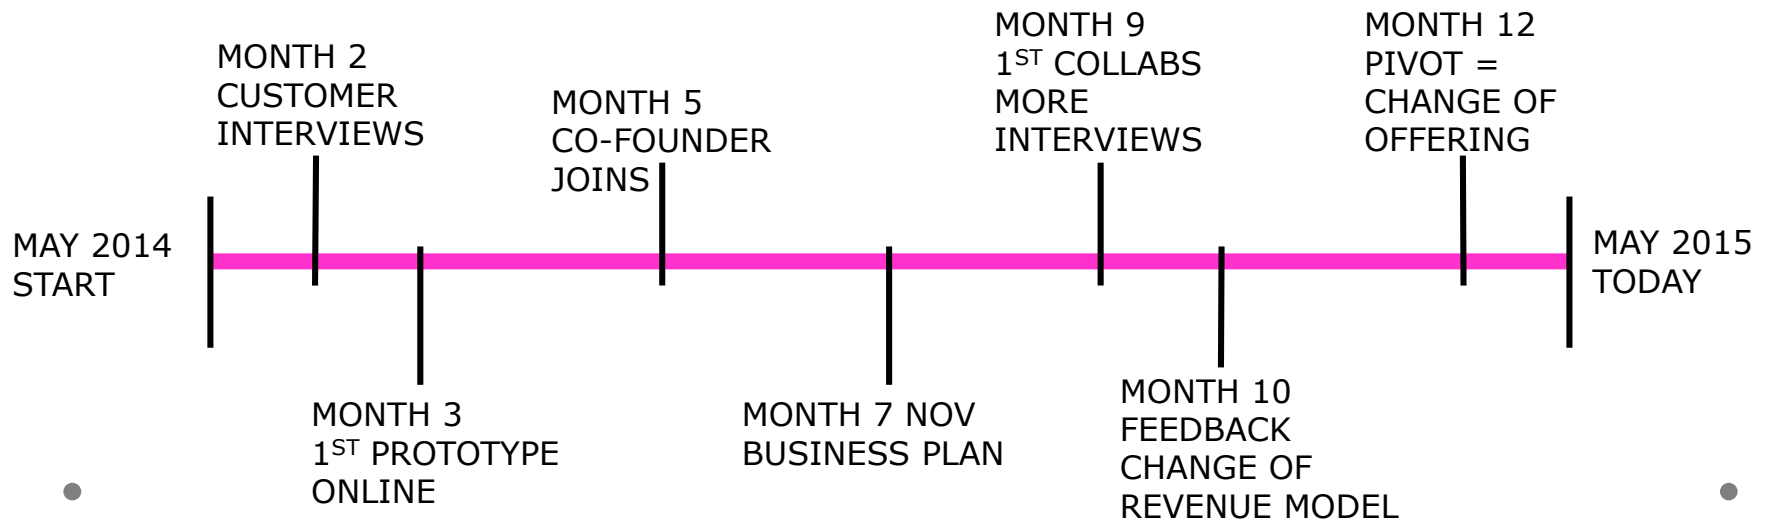 MAY 2014
START
MONTH 2
CUSTOMER
INTERVIEWS
MONTH 3
1ST PROTOTYPE
ONLINE
MONTH 5
CO-FOUNDER
JOINS
MONTH 7 NOV
BUSINESS PLAN
MONTH 9
1ST COLLABS
MORE
INTERVIEWS
MONTH 10
FEEDBACK
CHANGE OF
REVENUE MODEL
MONTH 12
PIVOT =
CHANGE OF
OFFERING
MAY 2015
TODAY